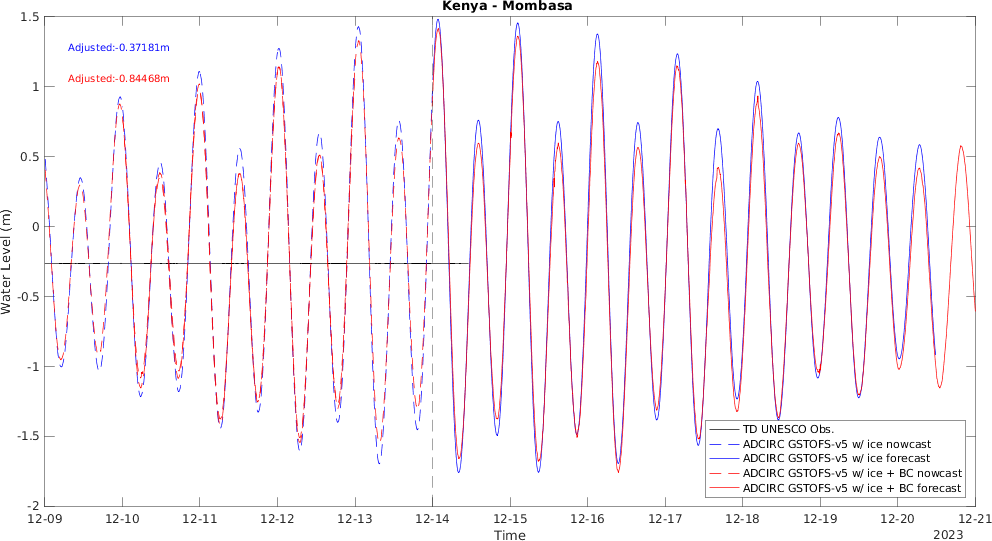 Kenya - Mombasa
Adjusted:-0.37181m
Adjusted:-0.84468m
Water Level (m)
1.5
1
0.5
0
-0.5
-1
-1.5
-2
TD UNESCO Obs.
ADCIRC GSTOFS-v5 w/ ice nowcast
ADCIRC GSTOFS-v5 w/ ice forecast
ADCIRC GSTOFS-v5 w/ ice + BC nowcast
ADCIRC GSTOFS-v5 w/ ice + BC forecast
12-09 12-10 12-11 12-12 12-13 12-14 12-15 12-16 12-17 12-18 12-19 12-20 12-21
Time
2023